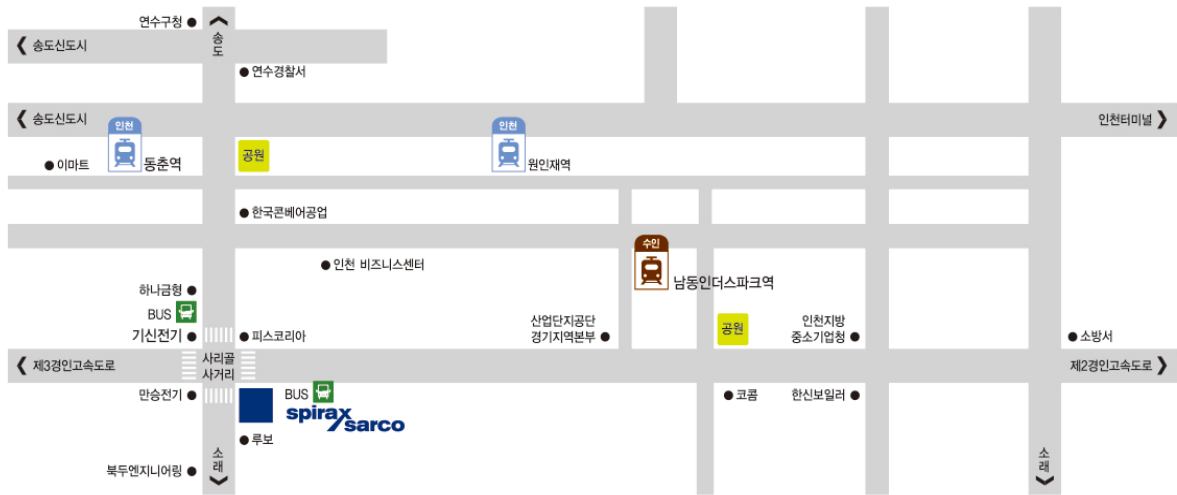 연수구청
송도
송도신도시
연수경찰서
송도신도시
인천터미널
인천
인천
이마트
동춘역
공원
원인재역
한국콘베어공업
수인
인천 비즈니스센터
남동인더스파크역
하나금형
BUS
기신전기
피스코리아
산업단지공단
경기지역본부
공원
인천지방
중소기업청
소방서
제3경인고속도로
사리골
사거리
제2경인고속도로
만승전기
BUS
spirax
sarco
코콤
한신보일러
루보
소래
소래
북두엔지니어링